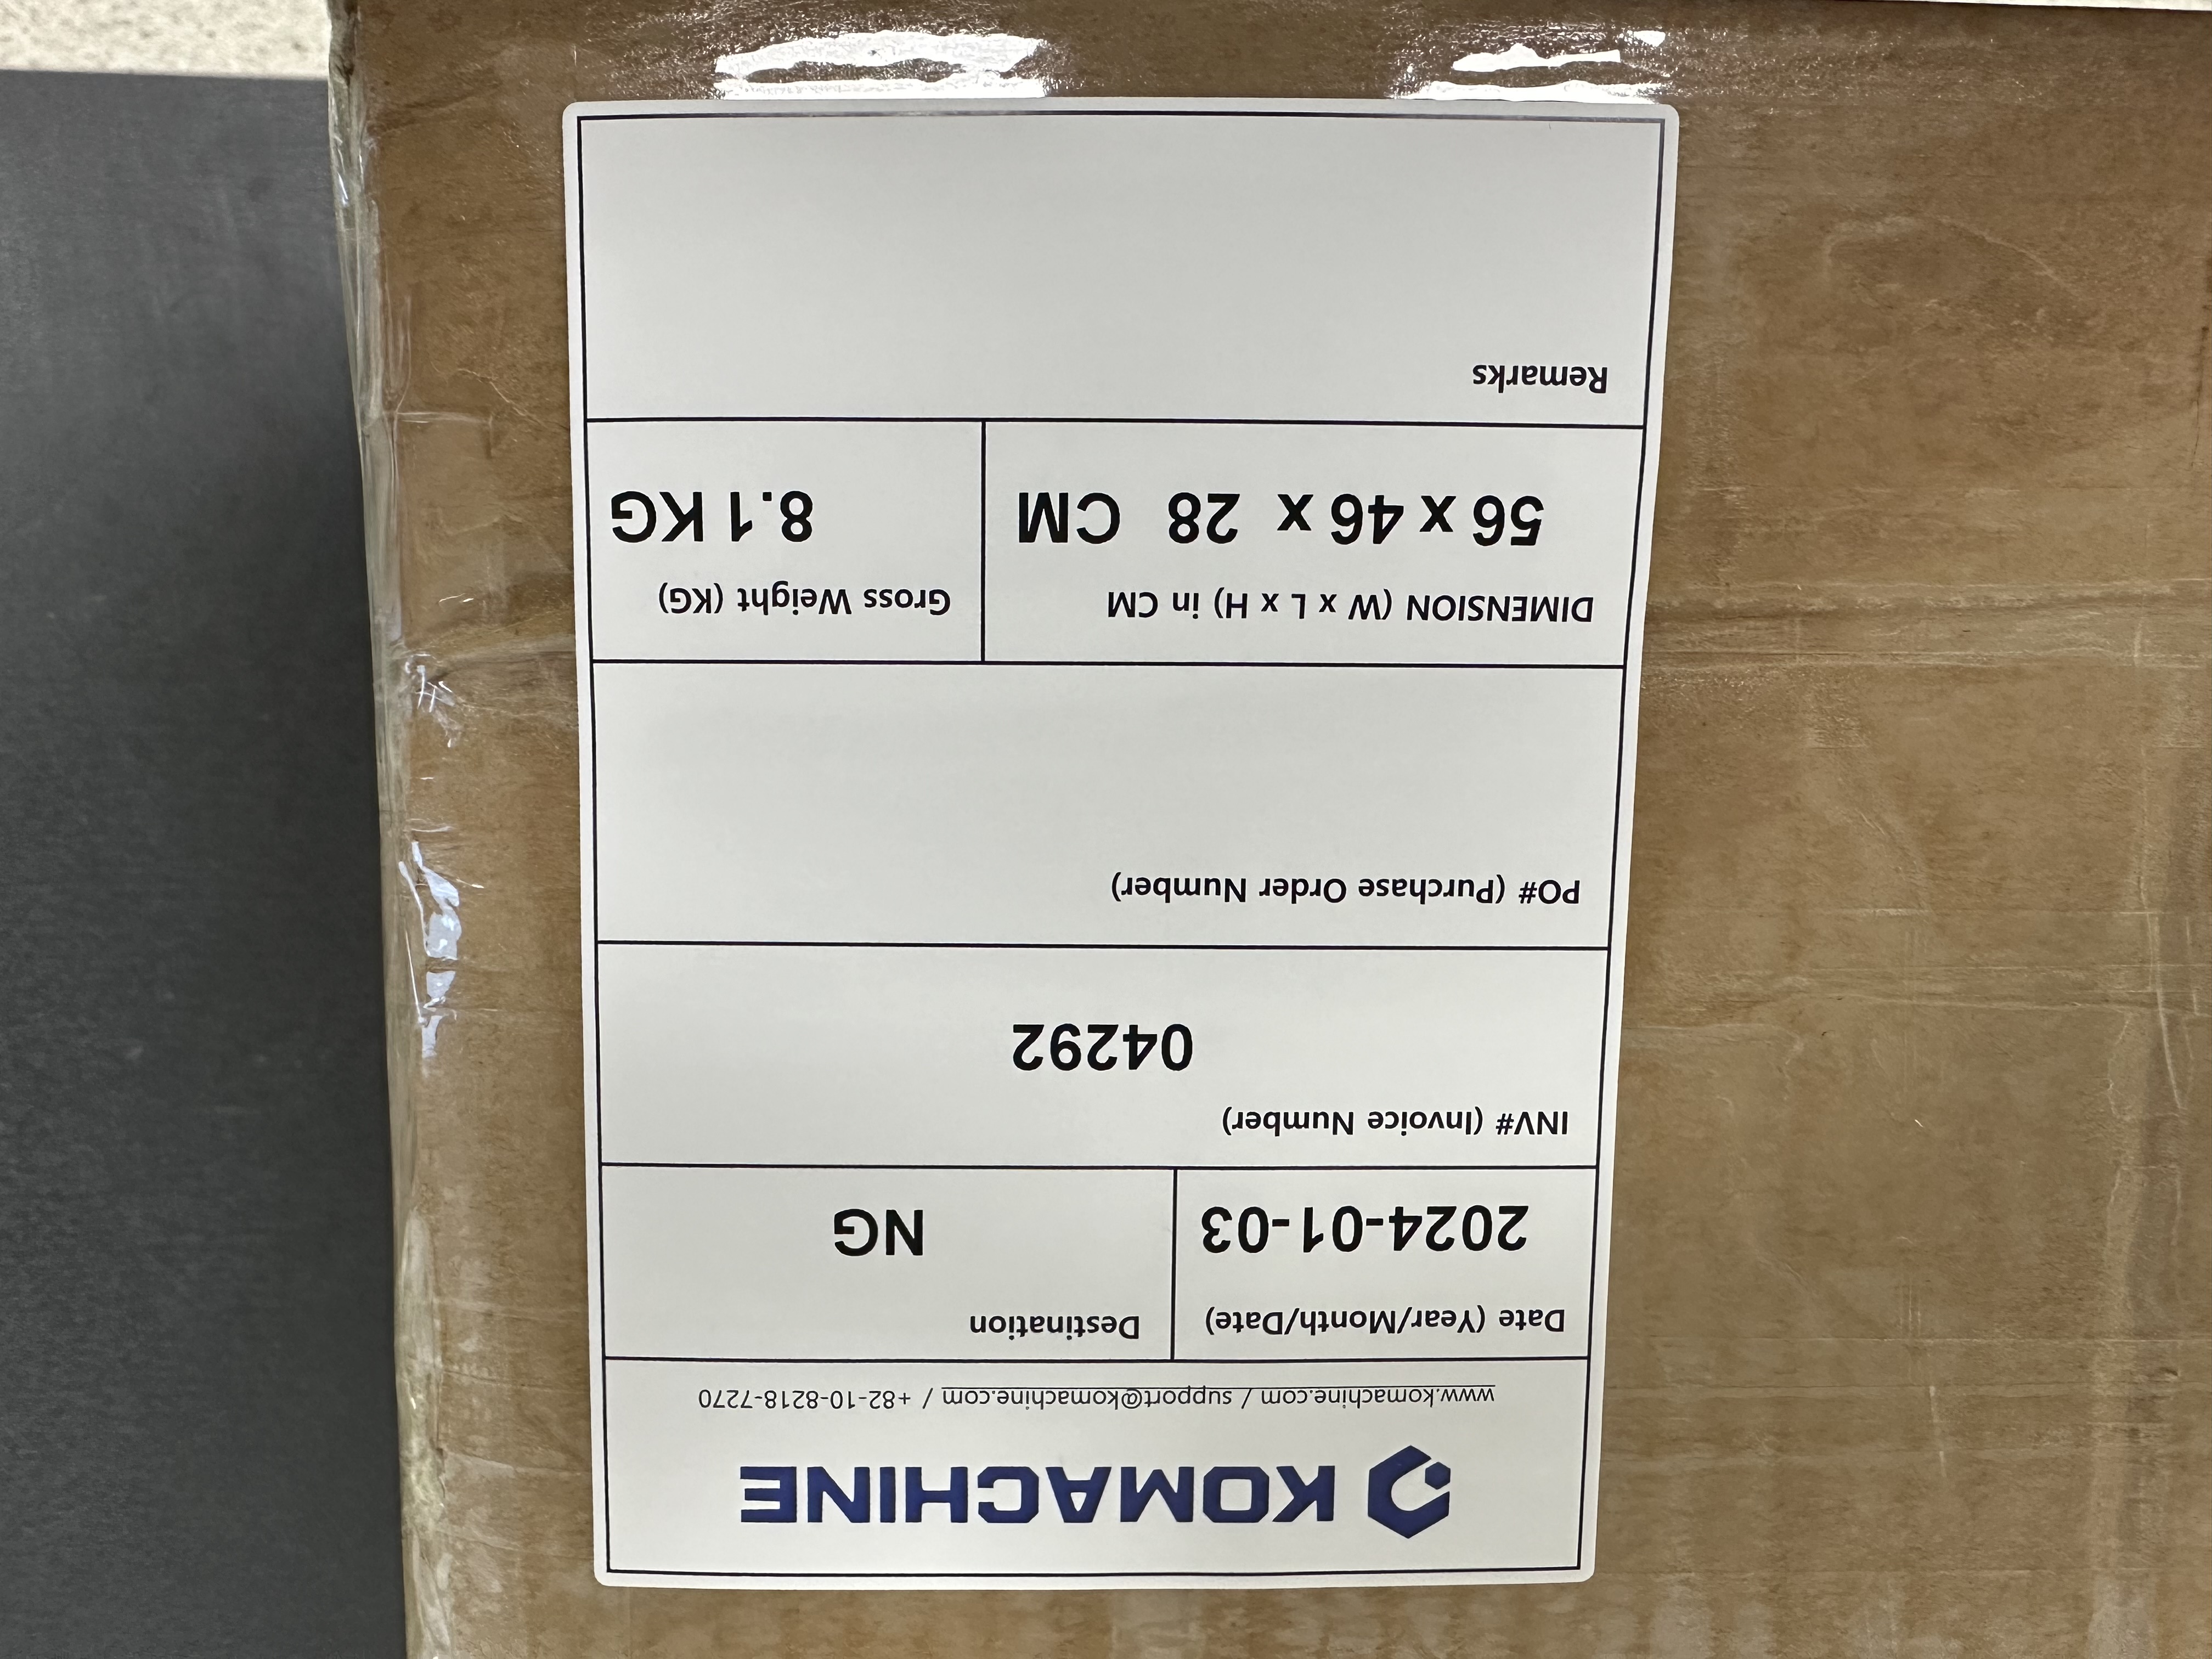 KOMACHINE
www.komachine.com / support@komachine.com / +82-10-8218-7270
Date (Year/Month/Date)
2024-01-03
Destination
NG
INV# (Invoice Number)
04292
PO# (Purchase Order Number)
DIMENSION (W x L x H) in CM
56 x 46 x 28 CM
Gross Weight (KG)
8.1 KG
Remarks